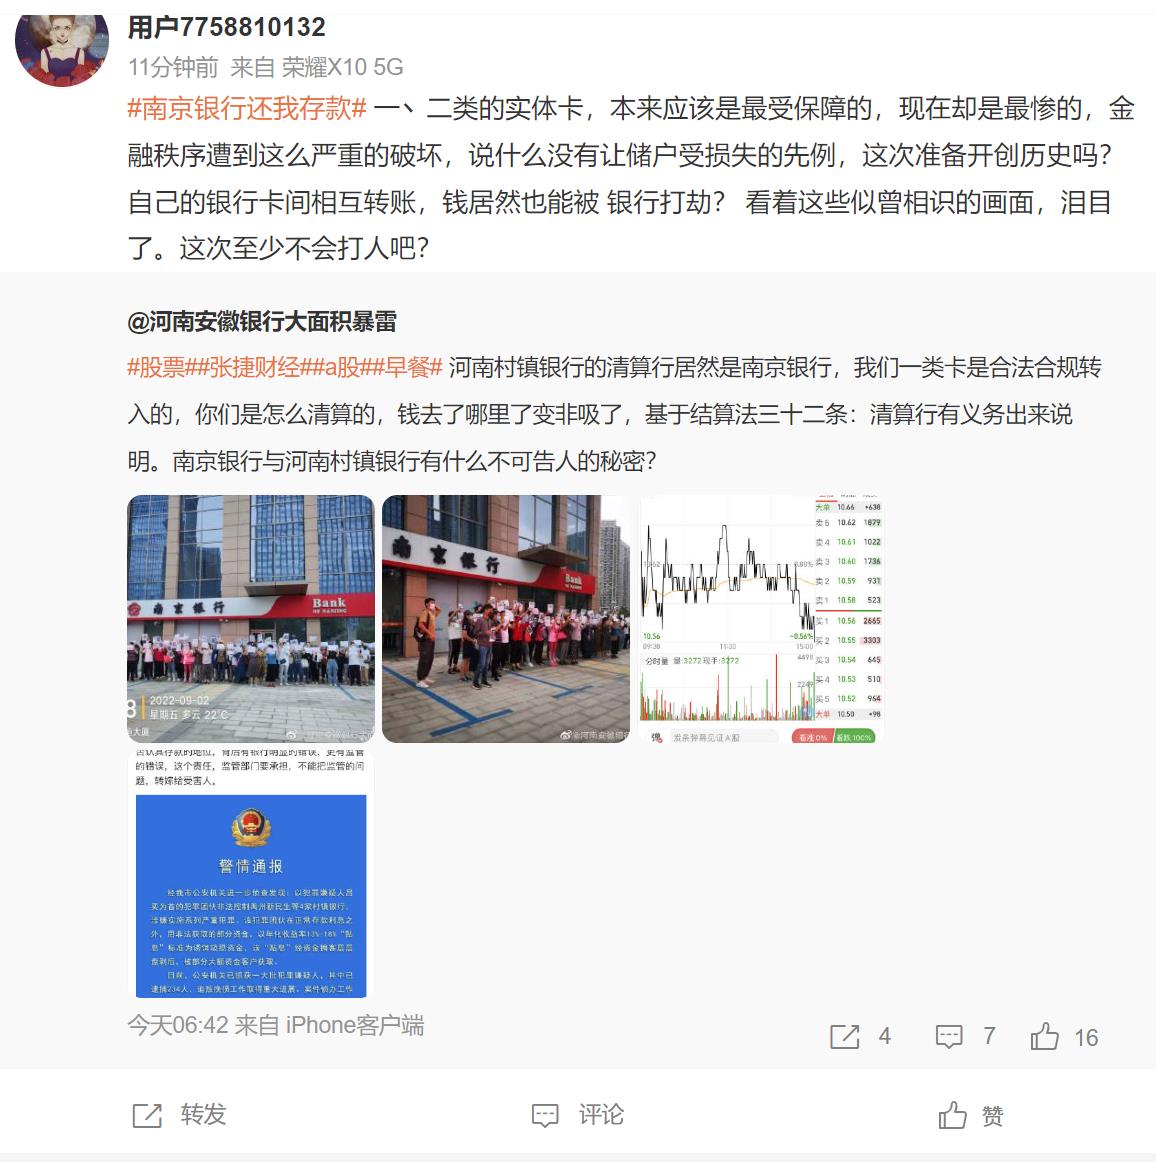 用户7758810132
11分钟前 来自 荣耀X10 5G
#南京银行还我存款# 一、二类的实体卡，本来应该是最受保障的，现在却是最惨的，金
融秩序遭到这么严重的破坏，说什么没有让储户受损失的先例，这次准备开创历史吗？
自己的银行卡间相互转账，钱居然也能被 银行打劫？ 看着这些似曾相识的画面，泪目
了。这次至少不会打人吧？
@河南安徽银行大面积暴雷
#股票##张捷财经##a股##早餐# 河南村镇银行的清算行居然是南京银行，我们一类卡是合法合规转
入的，你们是怎么清算的，钱去了哪里了变非吸了，基于结算法三十二条：清算行有义务出来说
明。南京银行与河南村镇银行有什么不可告人的秘密？
南京银行
Bank
OF NANJING
2022-09-02
星期五 多云 22°C
大厦
南京银行
Bank
@河南安徽银
大单 10.66 +638
卖5 10.62 1879
卖4 10.61 1022
卖3 10.60 1736
卖2 10.59 931
卖1 10.58 523
买1 10.56 2665
买2 10.55 3303
买3 10.54 645
买4 10.53 510
买5 10.52 964
大单 10.50 +98
10.62
0.80%
10.56
-0.56%
09:30 11:30 15:00
分时量 量:3272 现手:3272
4498
2249
弹 发条弹幕见证A股
看涨0% 看跌100%
的错误，这个责任，监管部门要承担，不能把监管的问
题，转嫁给受害人。
警情通报
经我市公安机关进一步侦查发现：以犯罪嫌疑人吕
奕为首的犯罪团伙非法控制禹州新民生等4家村镇银行，
涉嫌实施系列严重犯罪。该犯罪团伙在正常存款利息之
外，用非法获取的部分资金，以年化收益率13%-18%“贴
息”标准为诱饵吸揽资金，该“贴息”经资金掮客层层
盘剥后，被部分大额资金客户获取。
目前，公安机关已抓获一大批犯罪嫌疑人，其中已
逮捕234人，追赃挽损工作取得重大进展，案件侦办工作
今天06:42 来自 iPhone客户端
4 7 16
转发 评论 赞